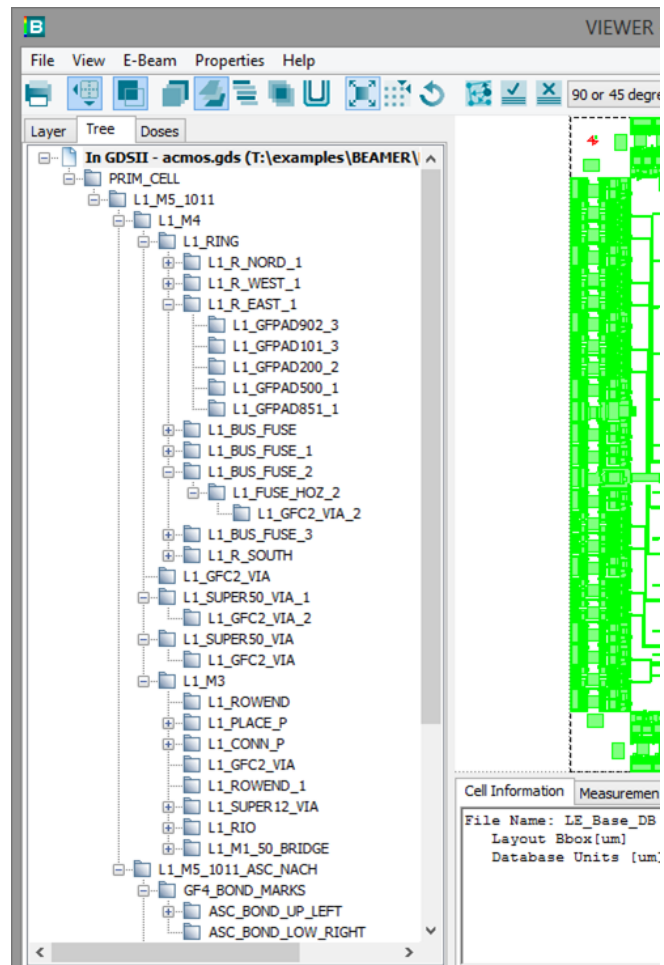 B VIEWER
File View E-Beam Properties Help
90 or 45 degre
Layer Tree Doses
In GDSII - acmos.gds (T:\examples\BEAMER\
PRIM_CELL
L1_M5_1011
L1_M4
L1_RING
L1_R_NORD_1
L1_R_WEST_1
L1_R_EAST_1
L1_GFPAD902_3
L1_GFPAD101_3
L1_GFPAD200_2
L1_GFPAD500_1
L1_GFPAD851_1
L1_BUS_FUSE
L1_BUS_FUSE_1
L1_BUS_FUSE_2
L1_FUSE_HOZ_2
L1_GFC2_VIA_2
L1_BUS_FUSE_3
L1_R_SOUTH
L1_GFC2_VIA
L1_SUPER50_VIA_1
L1_GFC2_VIA_2
L1_SUPER50_VIA
L1_GFC2_VIA
L1_M3
L1_ROWEND
L1_PLACE_P
L1_CONN_P
L1_GFC2_VIA
L1_ROWEND_1
L1_SUPER12_VIA
L1_RIO
L1_M1_50_BRIDGE
L1_M5_1011_ASC_NACH
GF4_BOND_MARKS
ASC_BOND_UP_LEFT
ASC_BOND_LOW_RIGHT
Cell Information Measuremen
File Name: LE_Base_DB
Layout Bbox[um]
Database Units [um]